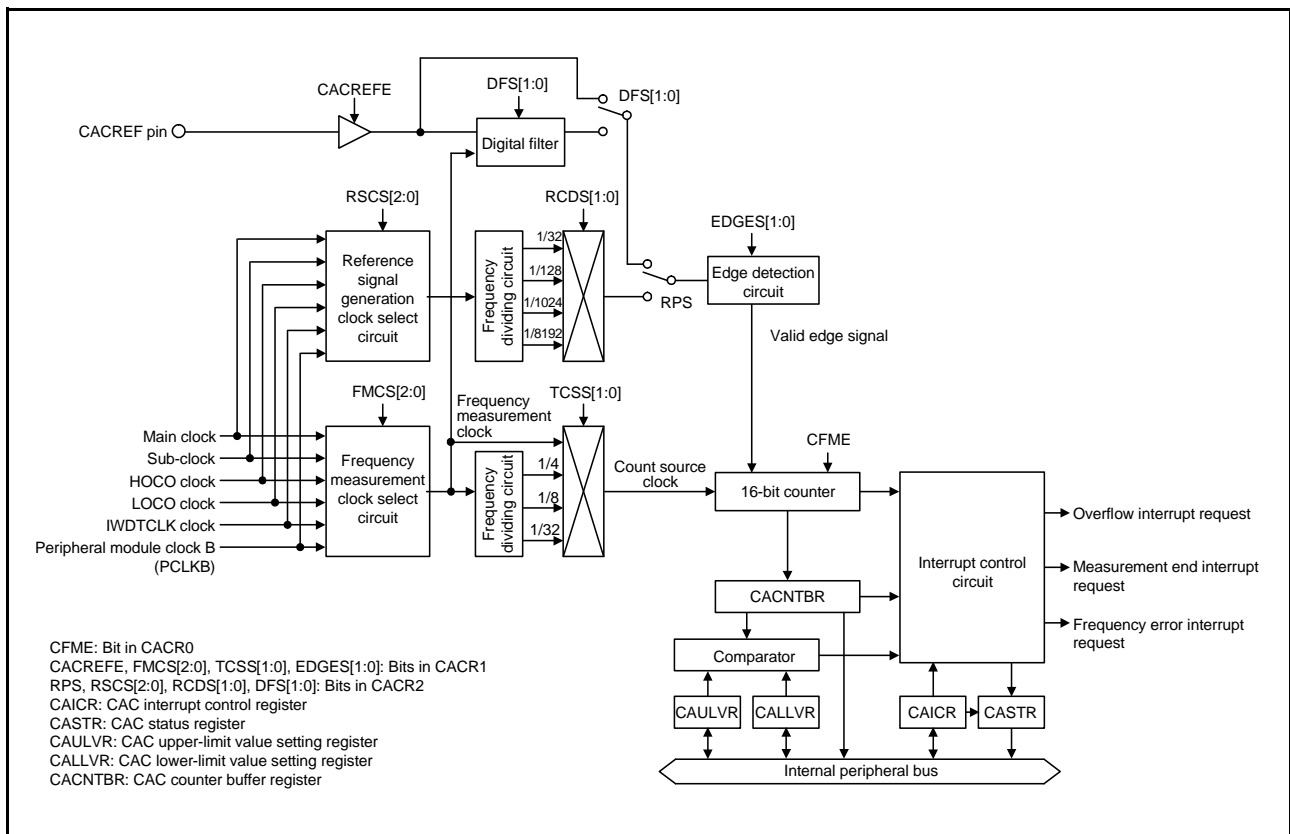 CACREFE
DFS[1:0]
DFS[1:0]
CACREF pin
Digital filter
RSCS[2:0]
RCDS[1:0]
EDGES[1:0]
Reference
signal
generation
clock select
circuit
Frequency
dividing circuit
1/32
1/128
1/1024
1/8192
RPS
Edge detection
circuit
Valid edge signal
FMCS[2:0]
Frequency
measurement
clock
TCSS[1:0]
Main clock
Sub-clock
HOCO clock
LOCO clock
IWDTCLK clock
Peripheral module clock B
(PCLKB)
Frequency
measurement
clock select
circuit
Frequency
dividing circuit
1/4
1/8
1/32
Count source
clock
CFME
16-bit counter
Interrupt control
circuit
Overflow interrupt request
Measurement end interrupt
request
Frequency error interrupt
request
CACNTBR
Comparator
CAULVR
CALLVR
CAICR
CASTR
Internal peripheral bus
CFME: Bit in CACR0
CACREFE, FMCS[2:0], TCSS[1:0], EDGES[1:0]: Bits in CACR1
RPS, RSCS[2:0], RCDS[1:0], DFS[1:0]: Bits in CACR2
CAICR: CAC interrupt control register
CASTR: CAC status register
CAULVR: CAC upper-limit value setting register
CALLVR: CAC lower-limit value setting register
CACNTBR: CAC counter buffer register